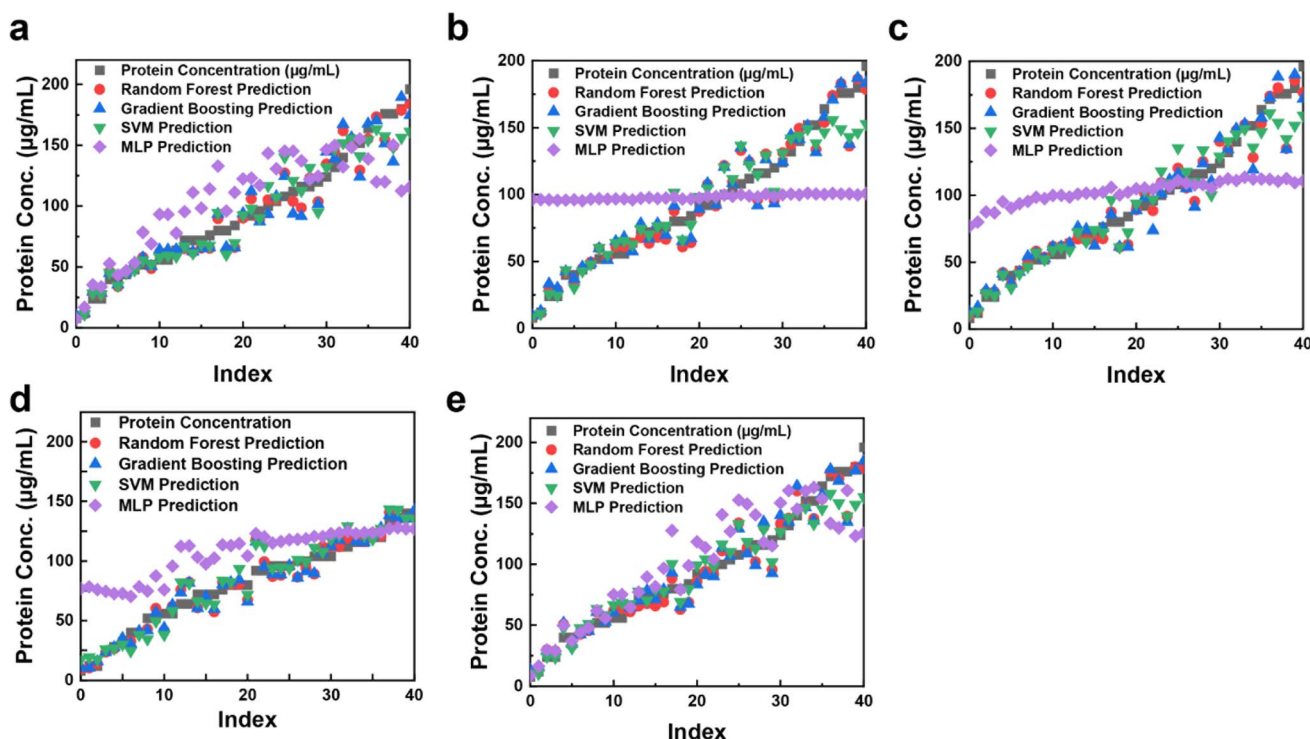 a
Protein Conc. (µg/mL)
200
150
100
50
0
Protein Concentration (µg/mL)
Random Forest Prediction
Gradient Boosting Prediction
SVM Prediction
MLP Prediction
0 10 20 30 40
Index
b
Protein Conc. (µg/mL)
200
150
100
50
0
Protein Concentration (µg/mL)
Random Forest Prediction
Gradient Boosting Prediction
SVM Prediction
MLP Prediction
0 10 20 30 40
Index
c
Protein Conc. (µg/mL)
200
150
100
50
0
Protein Concentration (µg/mL)
Random Forest Prediction
Gradient Boosting Prediction
SVM Prediction
MLP Prediction
0 10 20 30 40
Index
d
Protein Conc. (µg/mL)
200
150
100
50
0
Protein Concentration
Random Forest Prediction
Gradient Boosting Prediction
SVM Prediction
MLP Prediction
0 10 20 30 40
Index
e
Protein Conc. (µg/mL)
200
150
100
50
0
Protein Concentration (µg/mL)
Random Forest Prediction
Gradient Boosting Prediction
SVM Prediction
MLP Prediction
0 10 20 30 40
Index